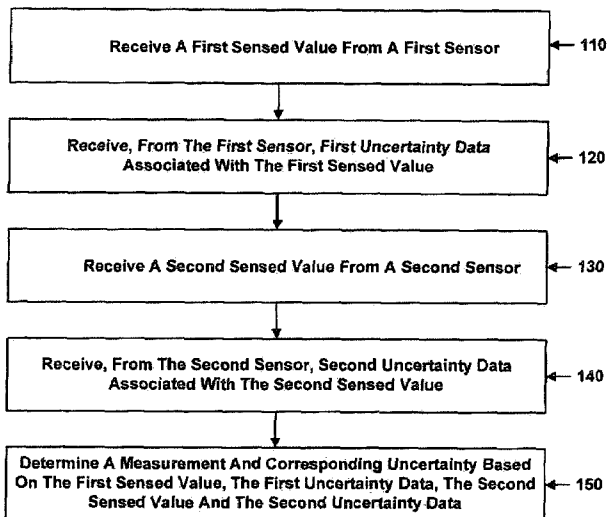 Receive A First Sensed Value From A First Sensor
110
Receive, From The First Sensor, First Uncertainty Data
Associated With The First Sensed Value
120
Receive A Second Sensed Value From A Second Sensor
130
Receive, From The Second Sensor, Second Uncertainty Data
Associated With The Second Sensed Value
140
Determine A Measurement And Corresponding Uncertainty Based
On The First Sensed Value, The First Uncertainty Data, The Second
Sensed Value And The Second Uncertainty Data
150